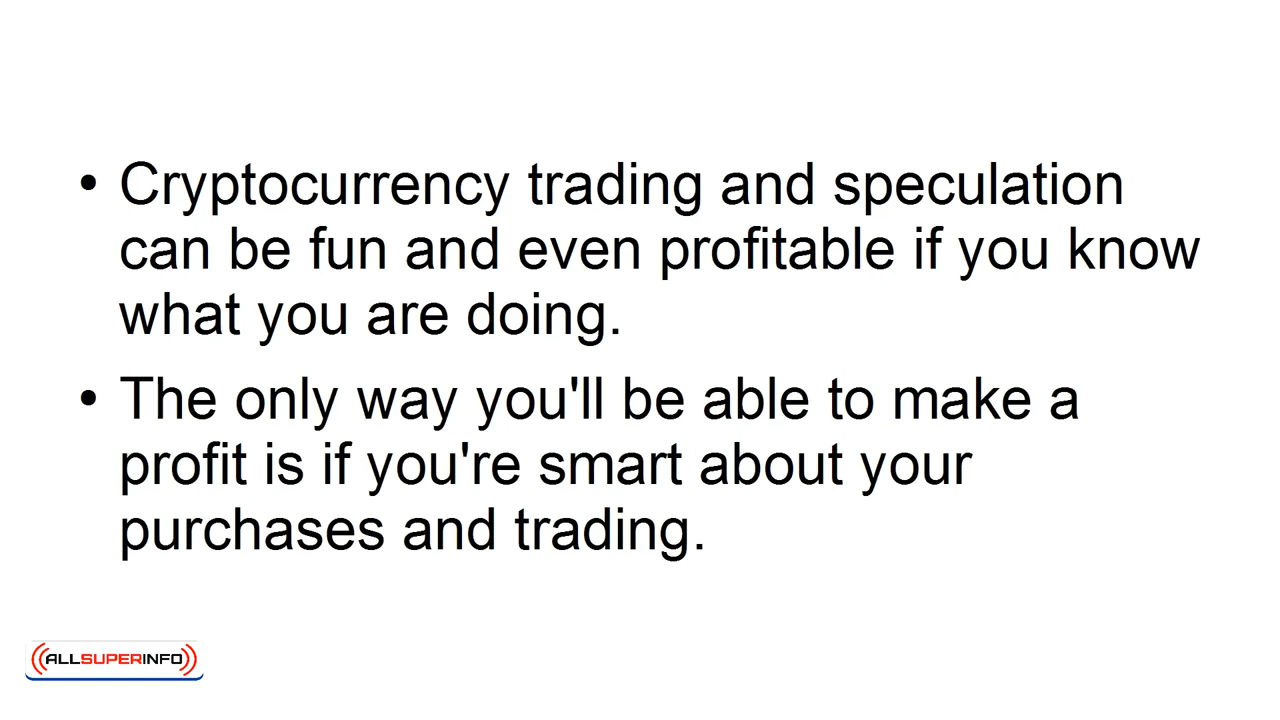 • Cryptocurrency trading and speculation
can be fun and even profitable if you know
what you are doing.
• The only way you'll be able to make a
profit is if you're smart about your
purchases and trading.
ALLSUPERINFO